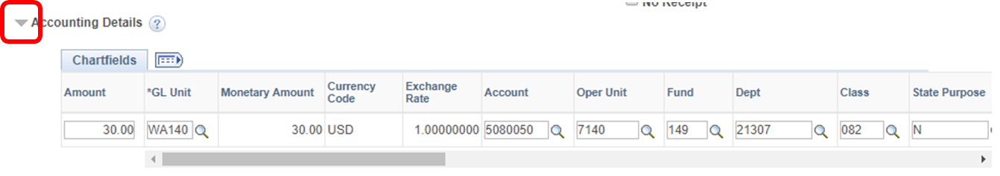 No Receipt
Accounting Details ?
Chartfields
Amount *GL Unit Monetary Amount Currency Code Exchange Rate Account Oper Unit Fund Dept Class State Purpose
30.00 WA140 30.00 USD 1.00000000 5080050 7140 149 21307 082 N